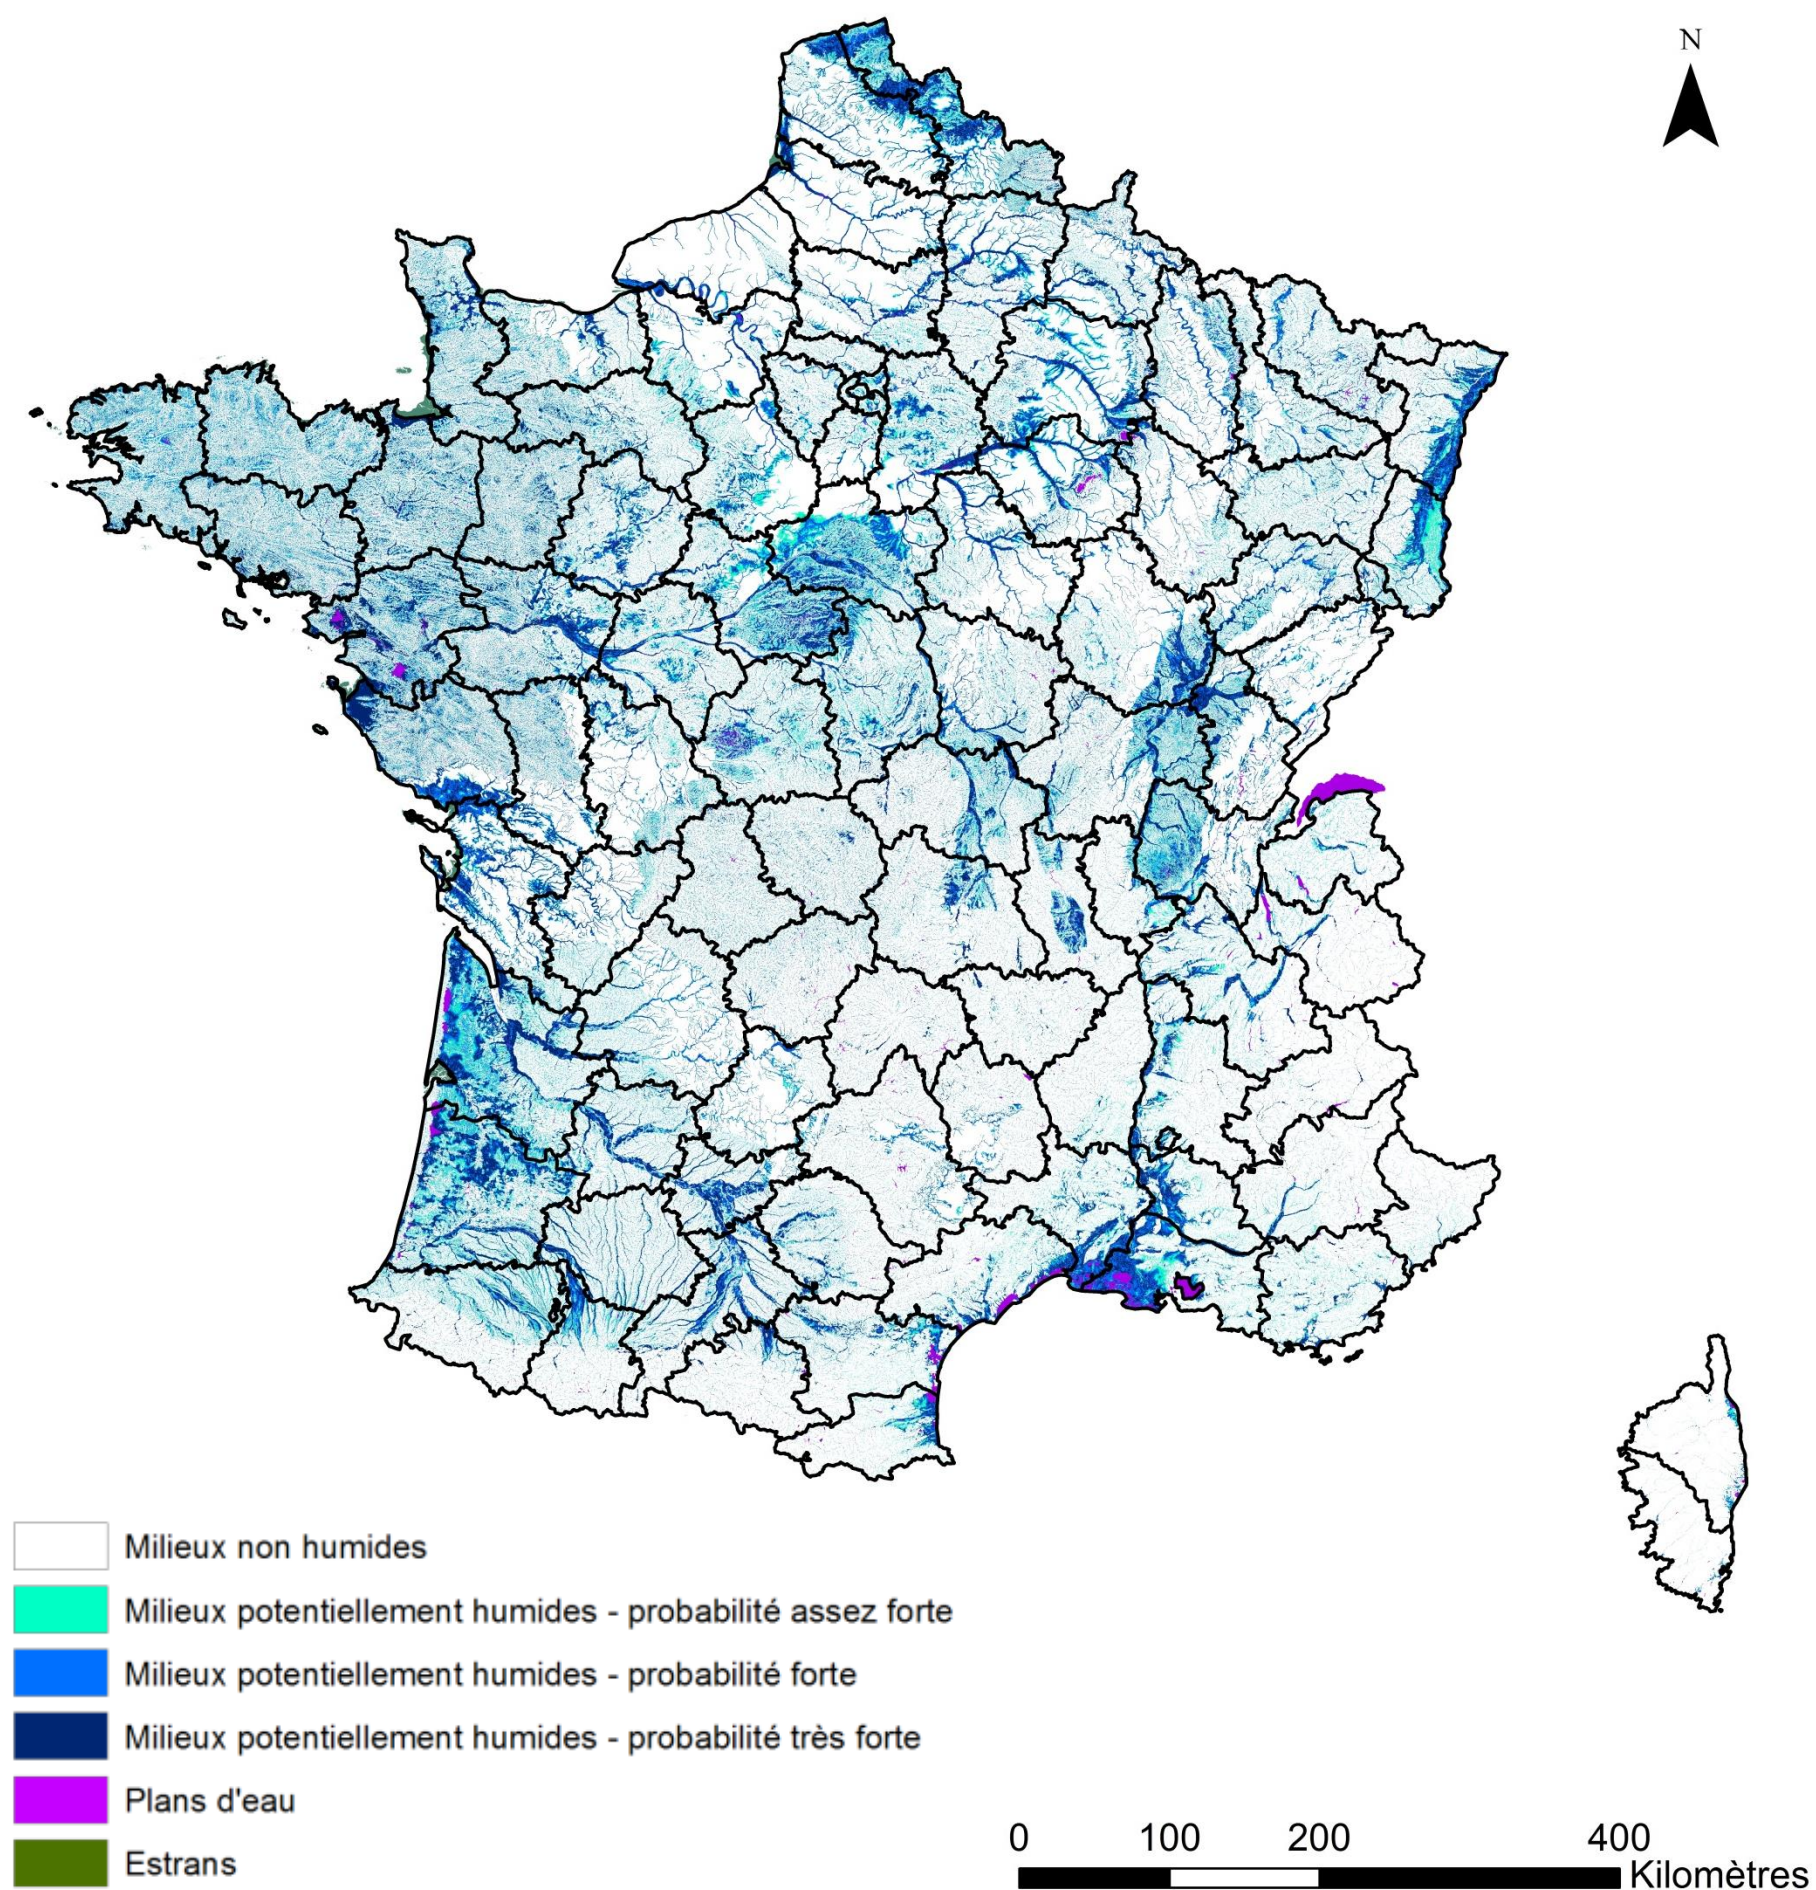 N
Milieux non humides
Milieux potentiellement humides - probabilité assez forte
Milieux potentiellement humides - probabilité forte
Milieux potentiellement humides - probabilité très forte
Plans d'eau
Estrans
0 100 200 400
Kilomètres